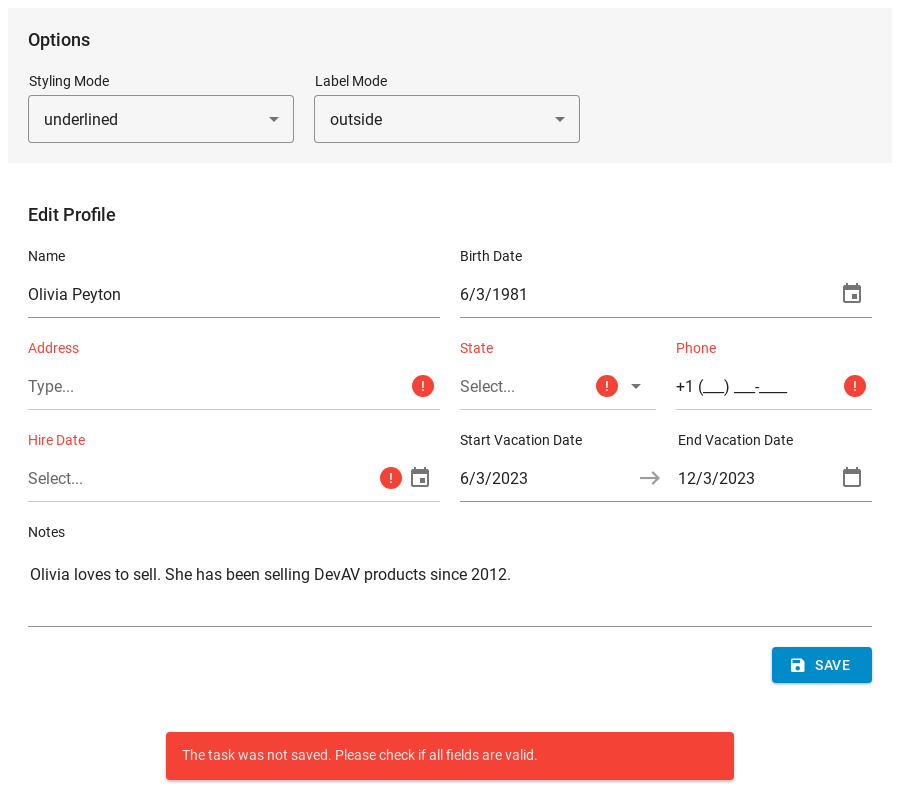 Options
Styling Mode Label Mode
underlined outside
Edit Profile
Name Birth Date
Olivia Peyton 6/3/1981
Address State Phone
Type... ! Select... ! +1 (___) ___-____ !
Hire Date Start Vacation Date End Vacation Date
Select... ! 6/3/2023 12/3/2023
Notes
Olivia loves to sell. She has been selling DevAV products since 2012.
SAVE
The task was not saved. Please check if all fields are valid.